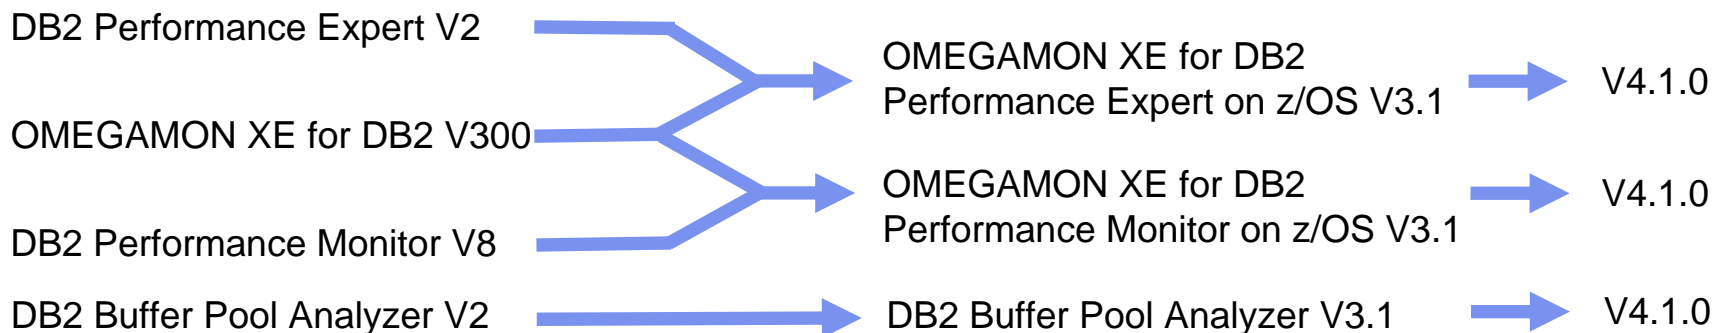 DB2 Performance Expert V2
OMEGAMON XE for DB2 V300
DB2 Performance Monitor V8
DB2 Buffer Pool Analyzer V2
OMEGAMON XE for DB2
Performance Expert on z/OS V3.1
OMEGAMON XE for DB2
Performance Monitor on z/OS V3.1
DB2 Buffer Pool Analyzer V3.1
V4.1.0
V4.1.0
V4.1.0